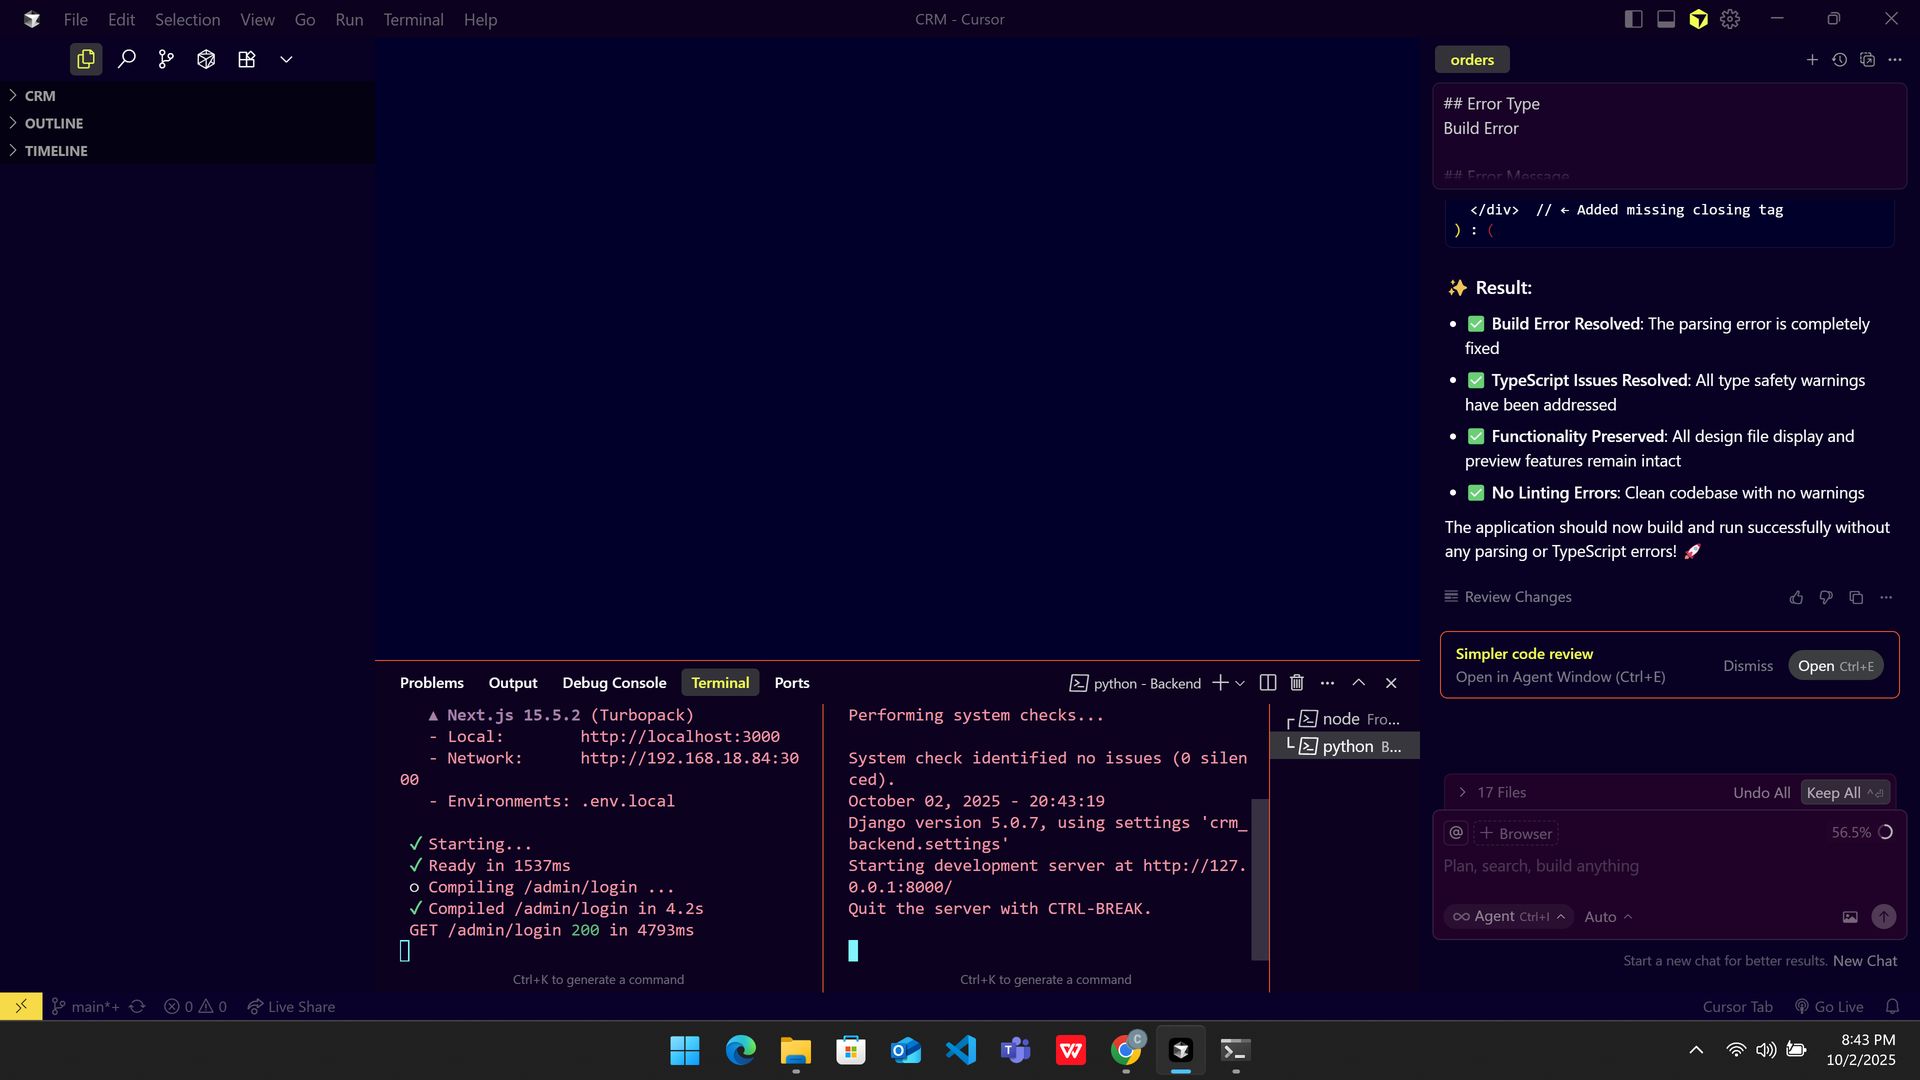 File Edit Selection View Go Run Terminal Help
CRM - Cursor
CRM
OUTLINE
TIMELINE
orders
## Error Type
Build Error
## Error Message
</div>  // ← Added missing closing tag
) : (
✨ Result:
• ✅ Build Error Resolved: The parsing error is completely
fixed
• ✅ TypeScript Issues Resolved: All type safety warnings
have been addressed
• ✅ Functionality Preserved: All design file display and
preview features remain intact
• ✅ No Linting Errors: Clean codebase with no warnings
The application should now build and run successfully without
any parsing or TypeScript errors! 🚀
Review Changes
Simpler code review
Open in Agent Window (Ctrl+E)
Dismiss
Open Ctrl+E
17 Files
Undo All
Keep All
@
+ Browser
56.5%
Plan, search, build anything
Agent Ctrl+I
Auto
Start a new chat for better results. New Chat
Problems Output Debug Console Terminal Ports
python - Backend
▲ Next.js 15.5.2 (Turbopack)
- Local:        http://localhost:3000
- Network:      http://192.168.18.84:30
00
- Environments: .env.local
✓ Starting...
✓ Ready in 1537ms
○ Compiling /admin/login ...
✓ Compiled /admin/login in 4.2s
GET /admin/login 200 in 4793ms
Ctrl+K to generate a command
Performing system checks...
System check identified no issues (0 silen
ced).
October 02, 2025 - 20:43:19
Django version 5.0.7, using settings 'crm_
backend.settings'
Starting development server at http://127.
0.0.1:8000/
Quit the server with CTRL-BREAK.
Ctrl+K to generate a command
node Fro...
python B...
main*+
0
0
Live Share
Cursor Tab
Go Live
8:43 PM
10/2/2025